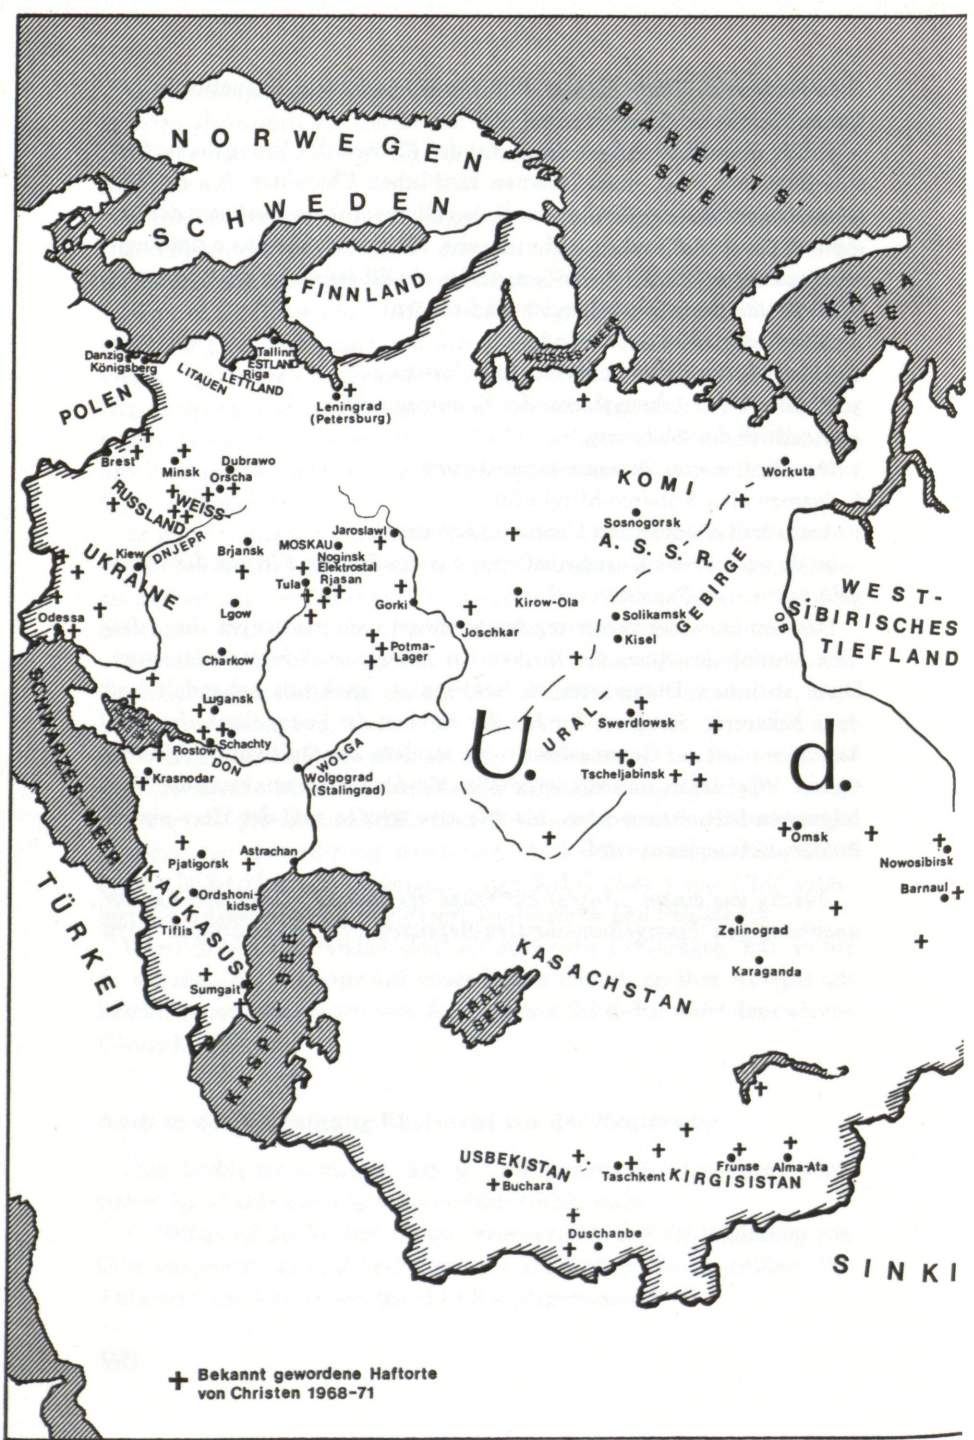 NORWEGEN
SCHWEDEN
BARENTS-
SEE
KARA
SEE
FINNLAND
WEISSES-MEER
Tallinn
ESTLAND
Riga
LETTLAND
LITAUEN
Danzig
Königsberg
POLEN
Leningrad
(Petersburg)
Brest
Minsk
Dubrawo
Orscha
WEISS-
RUSSLAND
Workuta
KOMI
Sosnogorsk
A.S.S.R.
DNJEPR
UKRANE
Kiew
Brjansk
Jaroslawl
MOSKAU
Noginsk
Elektrostal
Tula
Rjasan
Gorki
Lgow
Kirow-Ola
Joschkar
Odessa
Charkow
Potma-
Lager
Solikamsk
Kisel
URAL-GEBIRGE
WEST-
SIBIRISCHES
TIEFLAND
OB
SCHWARZES-MEER
Lugansk
Schachty
Rostow
DON
WOLGA
Wolgograd
(Stalingrad)
Krasnodar
Swerdlowsk
Tscheljabinsk
U. d.
Omsk
Nowosibirsk
Barnaul
Astrachan
Pjatigorsk
Ordshoni
kidse
Tiflis
KAUKASUS
Sumgait
TÜRKEI
KASPI SEE
Zelinograd
Karaganda
KASACHSTAN
ARAL-
SEE
USBEKISTAN
Buchara
Taschkent
Frunse
Alma-Ata
KIRGISISTAN
Duschanbe
SINKI
+ Bekannt gewordene Haftorte
von Christen 1968-71